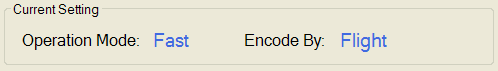 Current Setting
Operation Mode: Fast Encode By: Flight